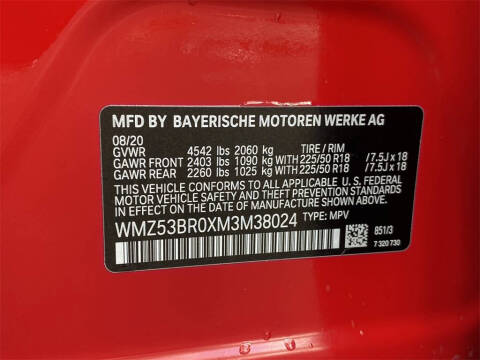 MFD BY BAYERISCHE MOTOREN WERKE AG
08/20
GVWR 4542 lbs 2060 kg TIRE / RIM
GAWR FRONT 2403 lbs 1090 kg WITH 225/50 R18 / 7.5J x 18
GAWR REAR 2260 lbs 1025 kg WITH 225/50 R18 / 7.5J x 18
THIS VEHICLE CONFORMS TO ALL APPLICABLE U.S. FEDERAL
MOTOR VEHICLE SAFETY STANDARDS IN EFFECT ON THE
DATE OF MANUFACTURE SHOWN ABOVE.
WMZ53BR0XM3M38024 TYPE: MPV
851/3
7 320 730